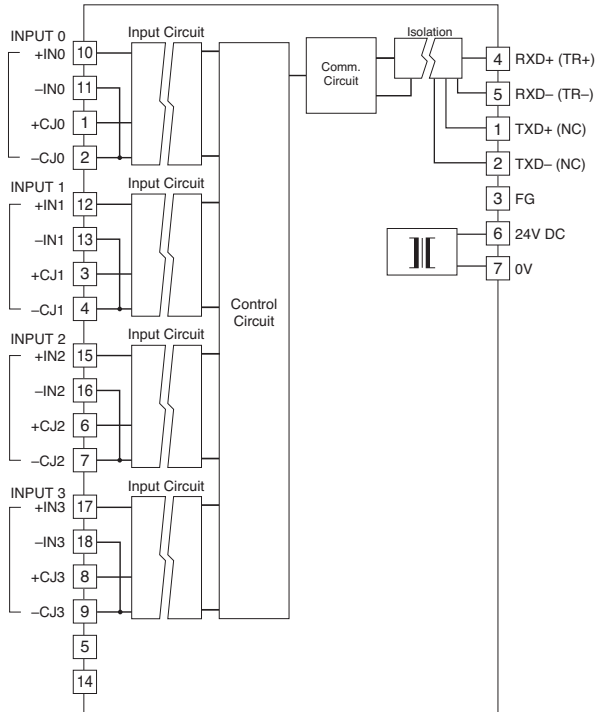 INPUT 0
Input Circuit
Isolation
+IN0 10
–IN0 11
+CJ0 1
–CJ0 2
Comm.
Circuit
4 RXD+ (TR+)
5 RXD– (TR–)
1 TXD+ (NC)
2 TXD– (NC)
3 FG
6 24V DC
7 0V
INPUT 1
Input Circuit
+IN1 12
–IN1 13
+CJ1 3
–CJ1 4
Control
Circuit
INPUT 2
Input Circuit
+IN2 15
–IN2 16
+CJ2 6
–CJ2 7
INPUT 3
Input Circuit
+IN3 17
–IN3 18
+CJ3 8
–CJ3 9
5
14